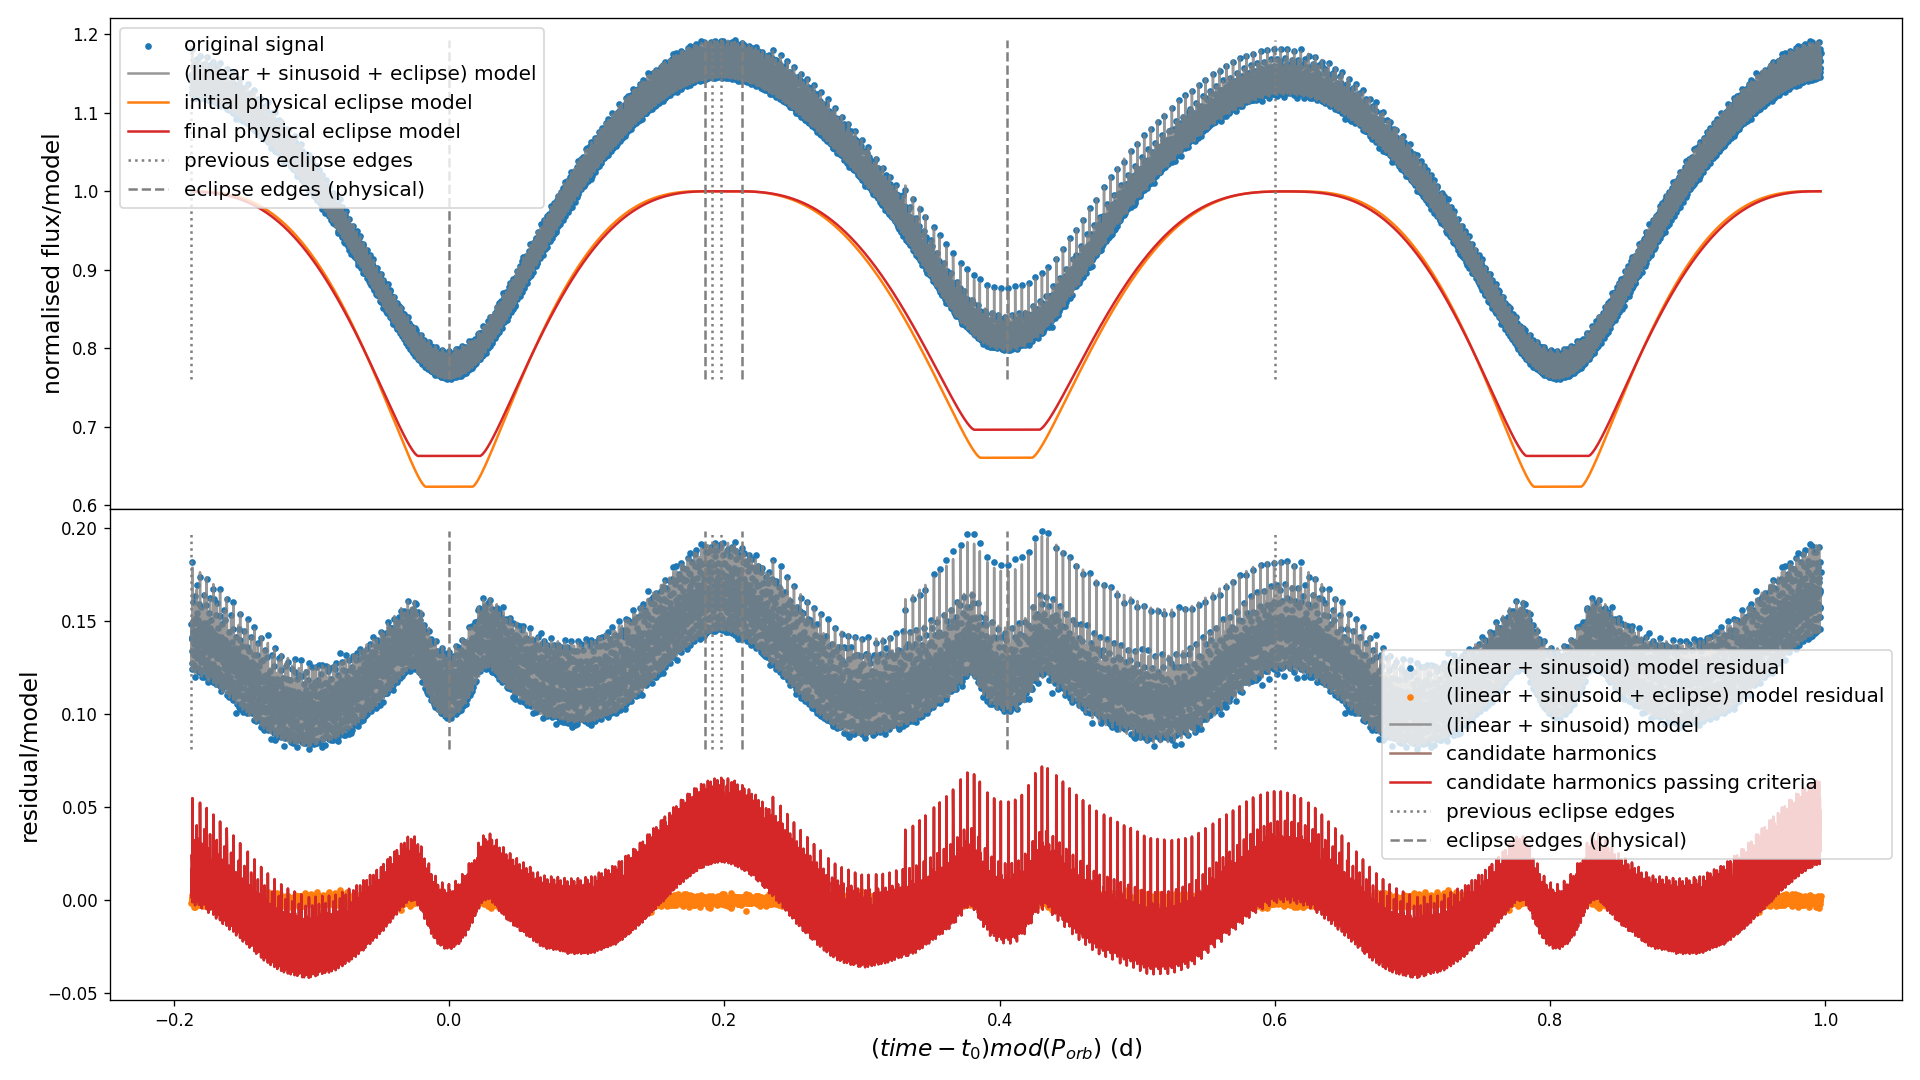 1.2
1.1
1.0
0.9
0.8
0.7
0.6
normalised flux/model
original signal
(linear + sinusoid + eclipse) model
initial physical eclipse model
final physical eclipse model
previous eclipse edges
eclipse edges (physical)
0.20
0.15
0.10
0.05
0.00
−0.05
residual/model
(linear + sinusoid) model residual
(linear + sinusoid + eclipse) model residual
(linear + sinusoid) model
candidate harmonics
candidate harmonics passing criteria
previous eclipse edges
eclipse edges (physical)
−0.2 0.0 0.2 0.4 0.6 0.8 1.0
(time − t₀)mod(P_orb) (d)